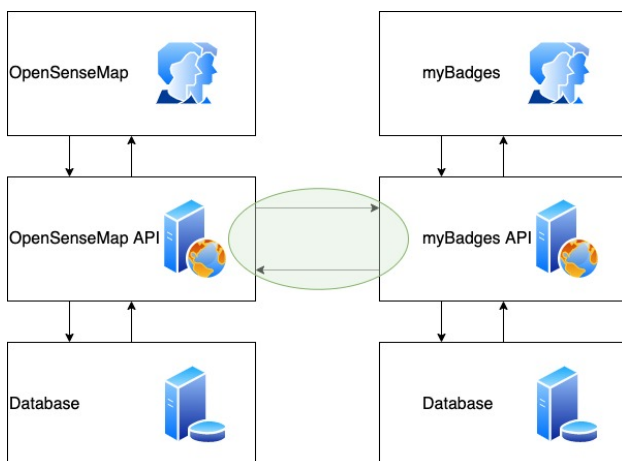 OpenSenseMap
myBadges
OpenSenseMap API
myBadges API
Database
Database